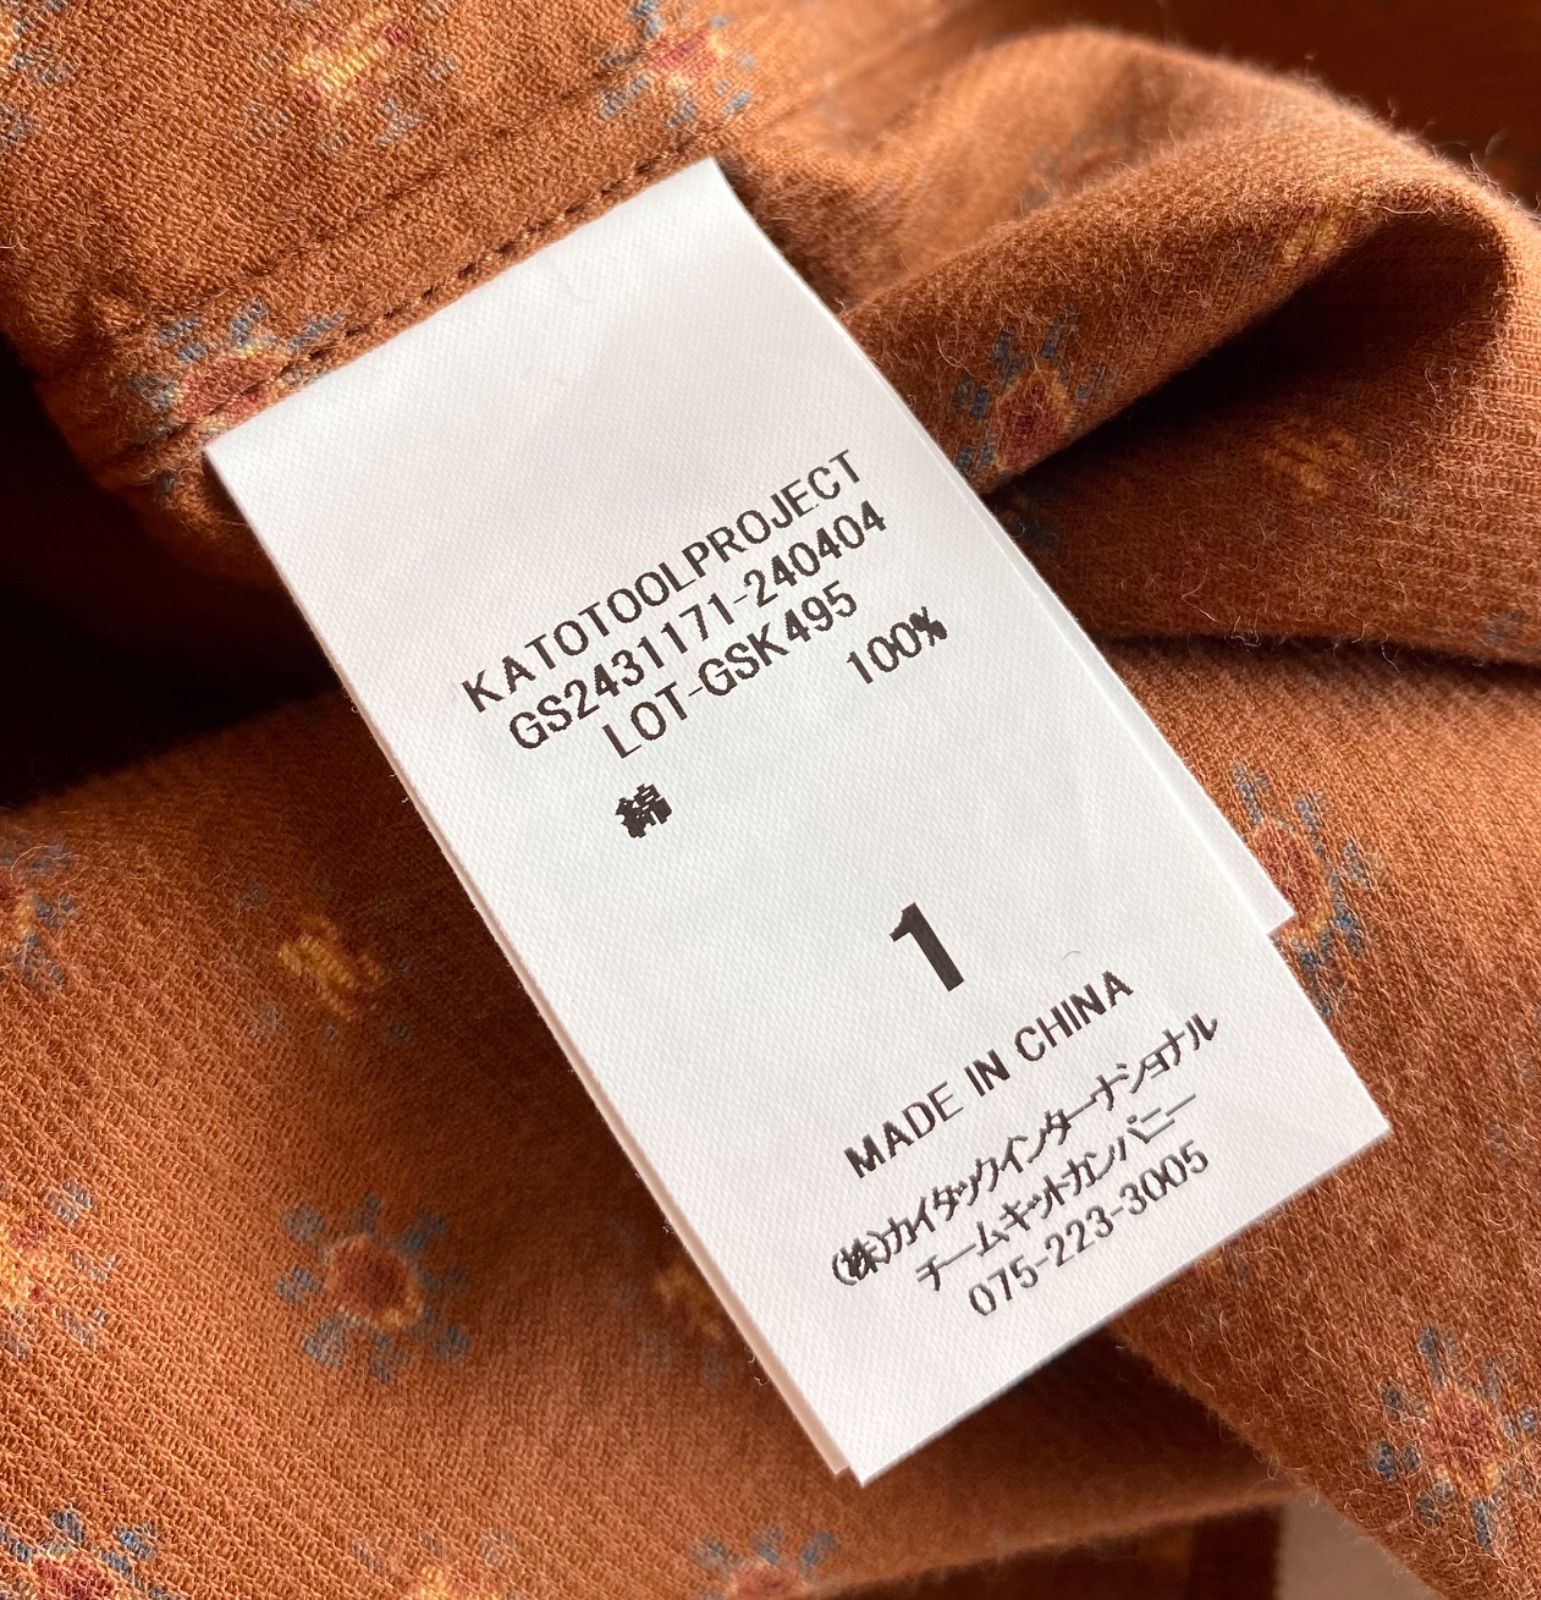 KATOTOOLPROJECT
GS2431171-240404
LOT-GSK495
綿 100%
1
MADE IN CHINA
(株)カイタックインターナショナル
チームキットカンパニー
075-223-3005